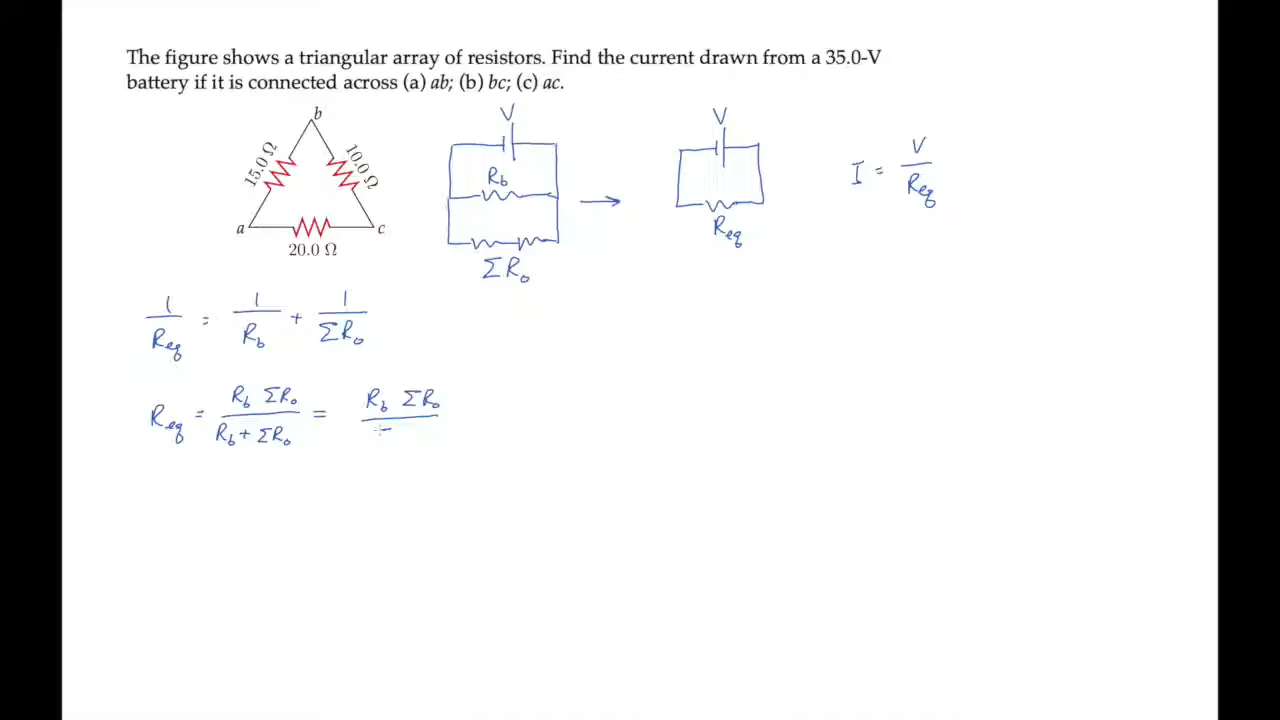 The figure shows a triangular array of resistors. Find the current drawn from a 35.0-V
battery if it is connected across (a) ab; (b) bc; (c) ac.
b
15.0 Ω
10.0 Ω
a
c
20.0 Ω
V
R_b
ΣR_o
→
V
R_eq
I = V / R_eq
1 / R_eq = 1 / R_b + 1 / ΣR_o
R_eq = R_b ΣR_o / R_b + ΣR_o = R_b ΣR_o /